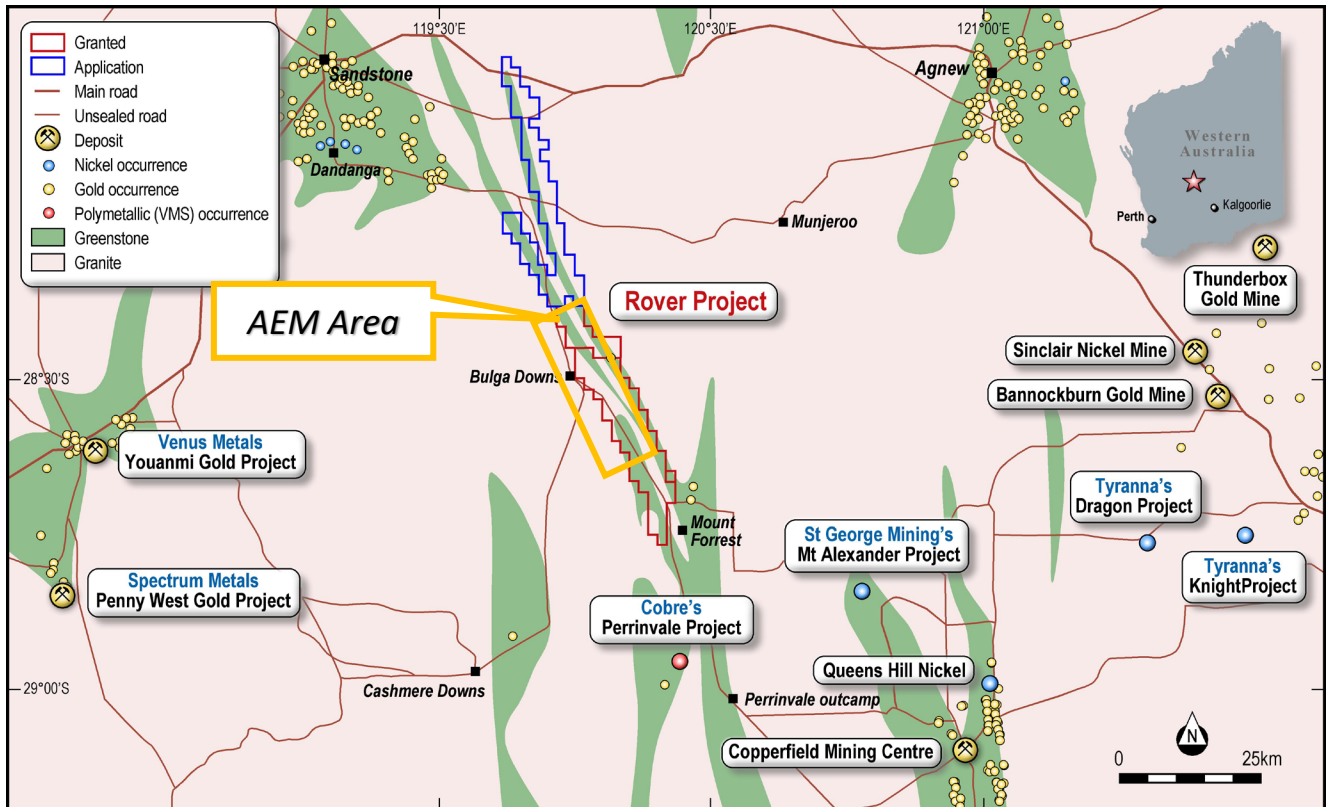 119°30'E
120°30'E
121°00'E
Granted
Application
Main road
Unsealed road
Deposit
Nickel occurrence
Gold occurrence
Polymetallic (VMS) occurrence
Greenstone
Granite
Sandstone
Dandanga
Agnew
Munjeroo
Western
Australia
Kalgoorlie
Perth
Thunderbox
Gold Mine
Rover Project
AEM Area
Sinclair Nickel Mine
Bannockburn Gold Mine
Bulga Downs
28°30'S
Venus Metals
Youanmi Gold Project
Tyranna's
Dragon Project
Mount
Forrest
St George Mining's
Mt Alexander Project
Tyranna's
KnightProject
Spectrum Metals
Penny West Gold Project
Cobre's
Perrinvale Project
Queens Hill Nickel
29°00'S
Cashmere Downs
Perrinvale outcamp
Copperfield Mining Centre
N
0 25km